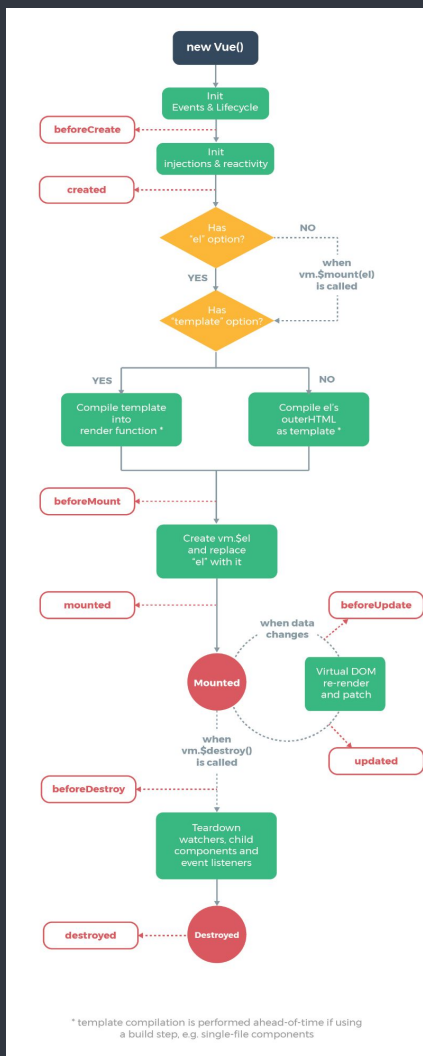 new Vue()
Init
Events & Lifecycle
beforeCreate
Init
injections & reactivity
created
Has
"el" option?
NO
when
vm.$mount(el)
is called
YES
Has
"template" option?
YES
NO
Compile template
into
render function *
Compile el's
outerHTML
as template *
beforeMount
Create vm.$el
and replace
"el" with it
mounted
when data
changes
beforeUpdate
Mounted
Virtual DOM
re-render
and patch
updated
when
vm.$destroy()
is called
beforeDestroy
Teardown
watchers, child
components and
event listeners
destroyed
Destroyed
* template compilation is performed ahead-of-time if using
a build step, e.g. single-file components